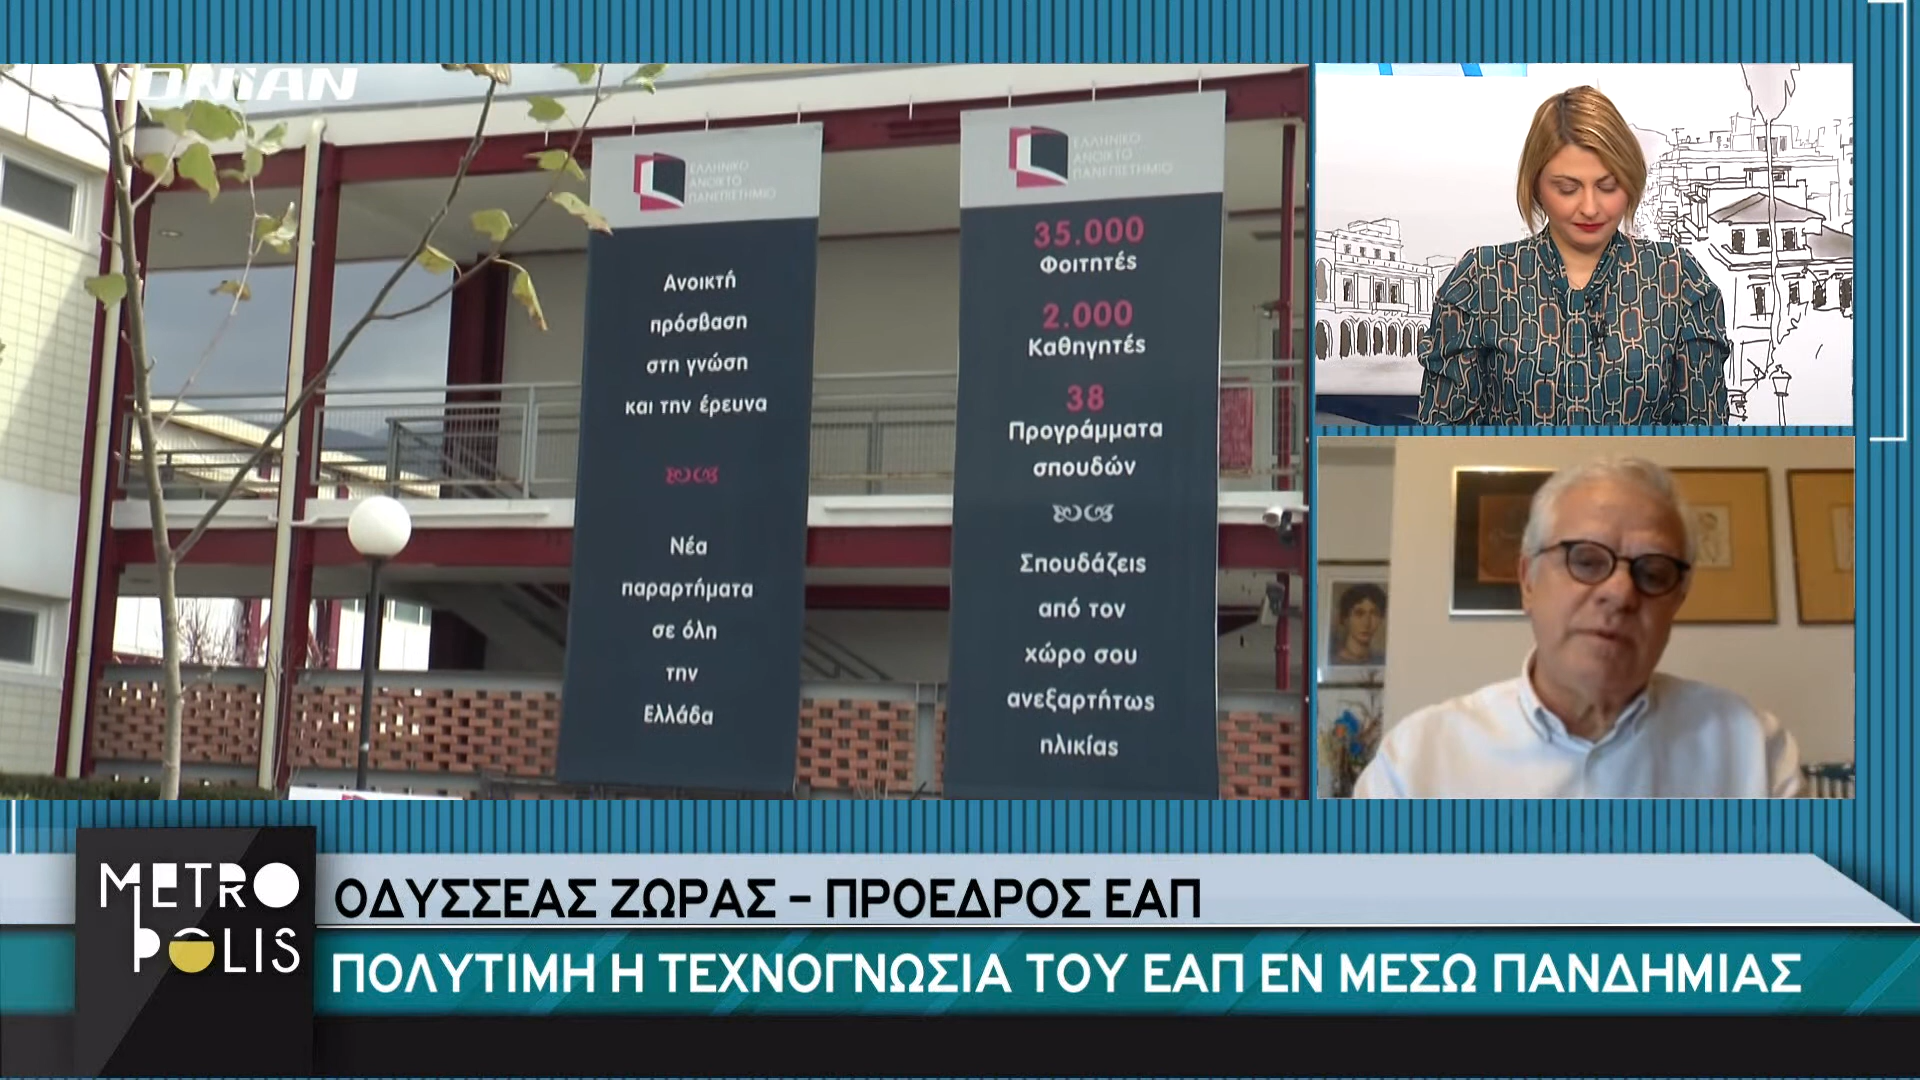 IONIAN
ΕΛΛΗΝΙΚΟ
ΑΝΟΙΚΤΟ
ΠΑΝΕΠΙΣΤΗΜΙΟ
Ανοικτή
πρόσβαση
στη γνώση
και την έρευνα
Νέα
παραρτήματα
σε όλη
την
Ελλάδα
ΕΛΛΗΝΙΚΟ
ΑΝΟΙΚΤΟ
ΠΑΝΕΠΙΣΤΗΜΙΟ
35.000
Φοιτητές
2.000
Καθηγητές
38
Προγράμματα
σπουδών
Σπουδάζεις
από τον
χώρο σου
ανεξαρτήτως
ηλικίας
METRO
POLIS
ΟΔΥΣΣΕΑΣ ΖΩΡΑΣ – ΠΡΟΕΔΡΟΣ ΕΑΠ
ΠΟΛΥΤΙΜΗ Η ΤΕΧΝΟΓΝΩΣΙΑ ΤΟΥ ΕΑΠ ΕΝ ΜΕΣΩ ΠΑΝΔΗΜΙΑΣ